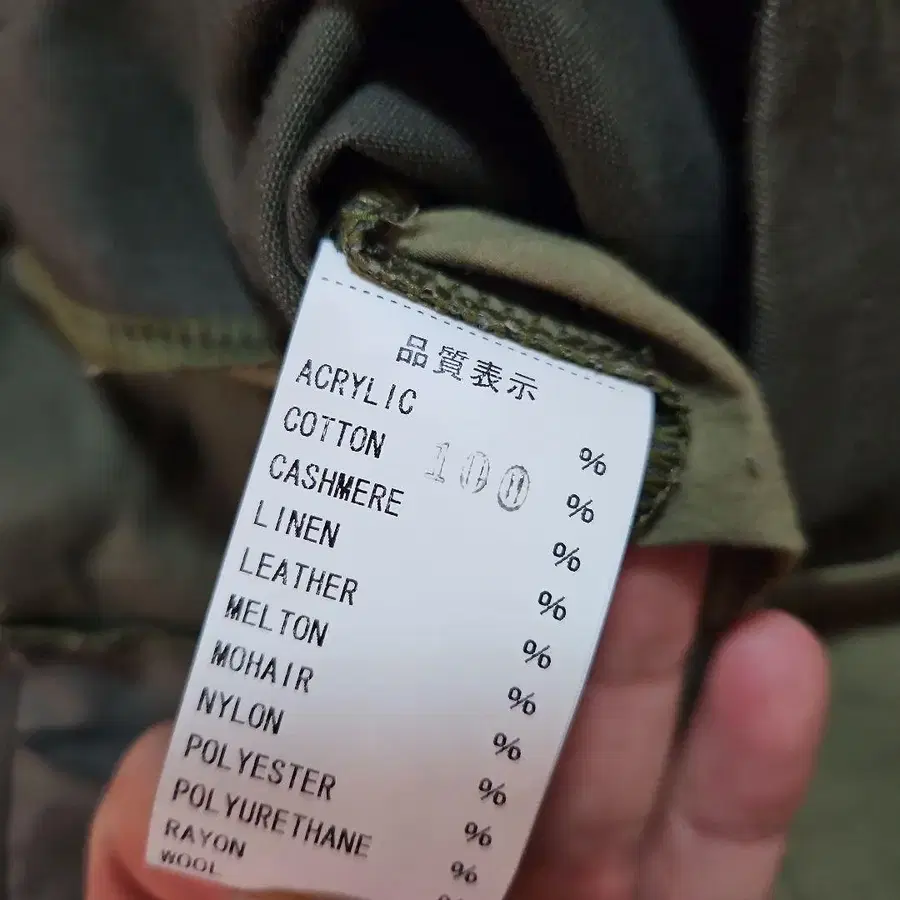 品質表示
ACRYLIC %
COTTON 100 %
CASHMERE %
LINEN %
LEATHER %
MELTON %
MOHAIR %
NYLON %
POLYESTER %
POLYURETHANE %
RAYON %
WOOL